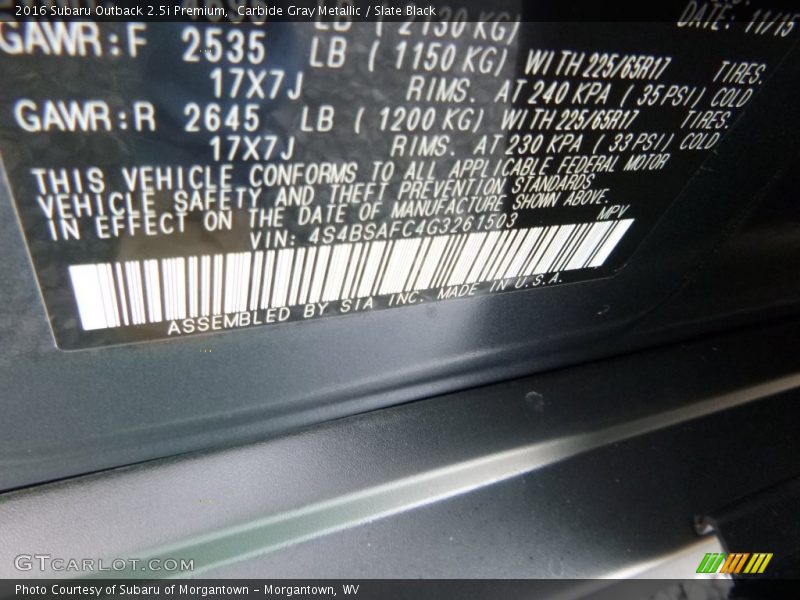 2016 Subaru Outback 2.5i Premium, Carbide Gray Metallic / Slate Black
LB ( 2130 KG) DATE: 11/15
GAWR:F 2535 LB ( 1150 KG) WITH 225/65R17 TIRES.
17X7J RIMS. AT 240 KPA ( 35 PSI) COLD
GAWR:R 2645 LB ( 1200 KG) WITH 225/65R17 TIRES.
17X7J RIMS. AT 230 KPA ( 33 PSI) COLD
THIS VEHICLE CONFORMS TO ALL APPLICABLE FEDERAL MOTOR
VEHICLE SAFETY AND THEFT PREVENTION STANDARDS
IN EFFECT ON THE DATE OF MANUFACTURE SHOWN ABOVE.
VIN: 4S4BSAFC4G3261503 MPV
ASSEMBLED BY SIA INC. MADE IN U.S.A.
GTCARLOT.COM
Photo Courtesy of Subaru of Morgantown - Morgantown, WV